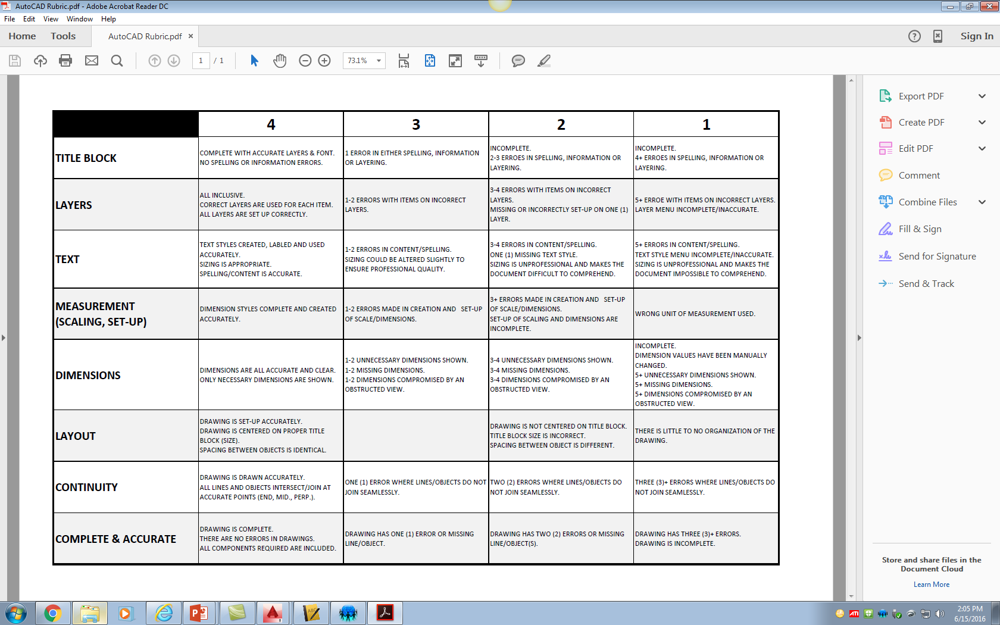 AutoCAD Rubric.pdf - Adobe Acrobat Reader DC
File Edit View Window Help
Home Tools AutoCAD Rubric.pdf × Sign In
1 / 1 73.1%
4 3 2 1
TITLE BLOCK
COMPLETE WITH ACCURATE LAYERS & FONT.
NO SPELLING OR INFORMATION ERRORS.
1 ERROR IN EITHER SPELLING, INFORMATION
OR LAYERING.
INCOMPLETE.
2-3 ERROES IN SPELLING, INFORMATION OR
LAYERING.
INCOMPLETE.
4+ ERROES IN SPELLING, INFORMATION OR
LAYERING.
LAYERS
ALL INCLUSIVE.
CORRECT LAYERS ARE USED FOR EACH ITEM.
ALL LAYERS ARE SET UP CORRECTLY.
1-2 ERRORS WITH ITEMS ON INCORRECT
LAYERS.
3-4 ERRORS WITH ITEMS ON INCORRECT
LAYERS.
MISSING OR INCORRECTLY SET-UP ON ONE (1)
LAYER.
5+ ERROE WITH ITEMS ON INCORRECT LAYERS.
LAYER MENU INCOMPLETE/INACCURATE.
TEXT
TEXT STYLES CREATED, LABLED AND USED
ACCURATELY.
SIZING IS APPROPRIATE.
SPELLING/CONTENT IS ACCURATE.
1-2 ERRORS IN CONTENT/SPELLING.
SIZING COULD BE ALTERED SLIGHTLY TO
ENSURE PROFESSIONAL QUALITY.
3-4 ERRORS IN CONTENT/SPELLING.
ONE (1) MISSING TEXT STYLE.
SIZING IS UNPROFESSIONAL AND MAKES THE
DOCUMENT DIFFICULT TO COMPREHEND.
5+ ERRORS IN CONTENT/SPELLING.
TEXT STYLE MENU INCOMPLETE/INACCURATE.
SIZING IS UNPROFESSIONAL AND MAKES THE
DOCUMENT IMPOSSIBLE TO COMPREHEND.
MEASUREMENT
(SCALING, SET-UP)
DIMENSION STYLES COMPLETE AND CREATED
ACCURATELY.
1-2 ERRORS MADE IN CREATION AND SET-UP
OF SCALE/DIMENSIONS.
3+ ERRORS MADE IN CREATION AND SET-UP
OF SCALE/DIMENSIONS.
SET-UP OF SCALING AND DIMENSIONS ARE
INCOMPLETE.
WRONG UNIT OF MEASUREMENT USED.
DIMENSIONS
DIMENSIONS ARE ALL ACCURATE AND CLEAR.
ONLY NECESSARY DIMENSIONS ARE SHOWN.
1-2 UNNECESSARY DIMENSIONS SHOWN.
1-2 MISSING DIMENSIONS.
1-2 DIMENSIONS COMPROMISED BY AN
OBSTRUCTED VIEW.
3-4 UNNECESSARY DIMENSIONS SHOWN.
3-4 MISSING DIMENSIONS.
3-4 DIMENSIONS COMPROMISED BY AN
OBSTRUCTED VIEW.
INCOMPLETE.
DIMENSION VALUES HAVE BEEN MANUALLY
CHANGED.
5+ UNNECESSARY DIMENSIONS SHOWN.
5+ MISSING DIMENSIONS.
5+ DIMENSIONS COMPROMISED BY AN
OBSTRUCTED VIEW.
LAYOUT
DRAWING IS SET-UP ACCURATELY.
DRAWING IS CENTERED ON PROPER TITLE
BLOCK (SIZE).
SPACING BETWEEN OBJECTS IS IDENTICAL.
DRAWING IS NOT CENTERED ON TITLE BLOCK.
TITLE BLOCK SIZE IS INCORRECT.
SPACING BETWEEN OBJECT IS DIFFERENT.
THERE IS LITTLE TO NO ORGANIZATION OF THE
DRAWING.
CONTINUITY
DRAWING IS DRAWN ACCURATELY.
ALL LINES AND OBJECTS INTERSECT/JOIN AT
ACCURATE POINTS (END, MID., PERP.).
ONE (1) ERROR WHERE LINES/OBJECTS DO NOT
JOIN SEAMLESSLY.
TWO (2) ERRORS WHERE LINES/OBJECTS DO
NOT JOIN SEAMLESSLY.
THREE (3)+ ERRORS WHERE LINES/OBJECTS DO
NOT JOIN SEAMLESSLY.
COMPLETE & ACCURATE
DRAWING IS COMPLETE.
THERE ARE NO ERRORS IN DRAWINGS.
ALL COMPONENTS REQUIRED ARE INCLUDED.
DRAWING HAS ONE (1) ERROR OR MISSING
LINE/OBJECT.
DRAWING HAS TWO (2) ERRORS OR MISSING
LINE/OBJECT(S).
DRAWING HAS THREE (3)+ ERRORS.
DRAWING IS INCOMPLETE.
Export PDF
Create PDF
Edit PDF
Comment
Combine Files
Fill & Sign
Send for Signature
Send & Track
Store and share files in the
Document Cloud
Learn More
ATI
2:05 PM
6/15/2016